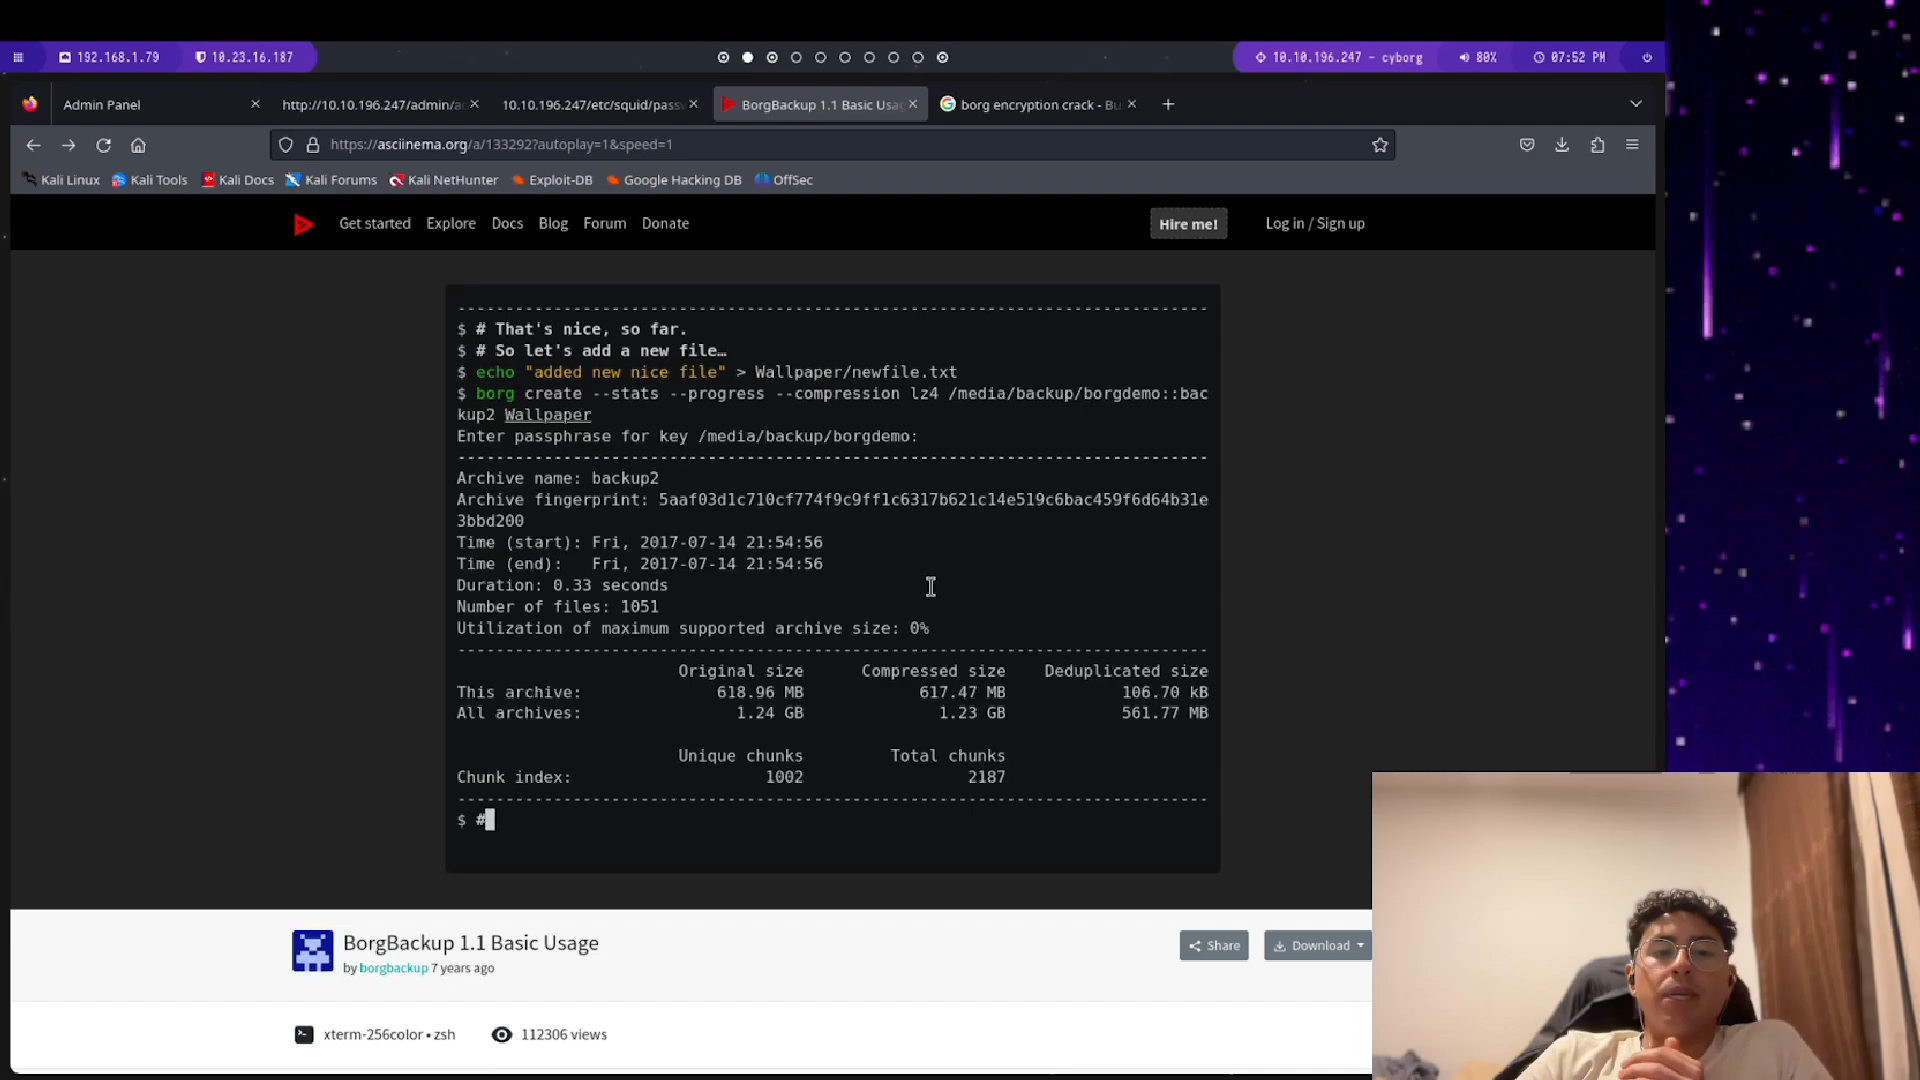 192.168.1.79
10.23.16.187
10.10.196.247 - cyborg
80%
07:52 PM
Admin Panel
http://10.10.196.247/admin/a
10.10.196.247/etc/squid/pass
BorgBackup 1.1 Basic Usa
borg encryption crack - Bu
https://asciinema.org/a/133292?autoplay=1&speed=1
Kali Linux
Kali Tools
Kali Docs
Kali Forums
Kali NetHunter
Exploit-DB
Google Hacking DB
OffSec
Get started
Explore
Docs
Blog
Forum
Donate
Hire me!
Log in / Sign up
--------------------------------------------------------------------------------
$ # That's nice, so far.
$ # So let's add a new file…
$ echo "added new nice file" > Wallpaper/newfile.txt
$ borg create --stats --progress --compression lz4 /media/backup/borgdemo::bac
kup2 Wallpaper
Enter passphrase for key /media/backup/borgdemo:
--------------------------------------------------------------------------------
Archive name: backup2
Archive fingerprint: 5aaf03d1c710cf774f9c9ff1c6317b621c14e519c6bac459f6d64b31e
3bbd200
Time (start): Fri, 2017-07-14 21:54:56
Time (end):   Fri, 2017-07-14 21:54:56
Duration: 0.33 seconds
Number of files: 1051
Utilization of maximum supported archive size: 0%
--------------------------------------------------------------------------------
Original size Compressed size Deduplicated size
This archive: 618.96 MB 617.47 MB 106.70 kB
All archives: 1.24 GB 1.23 GB 561.77 MB
Unique chunks Total chunks
Chunk index: 1002 2187
--------------------------------------------------------------------------------
$ #
BorgBackup 1.1 Basic Usage
by borgbackup 7 years ago
Share
Download
xterm-256color • zsh
112306 views